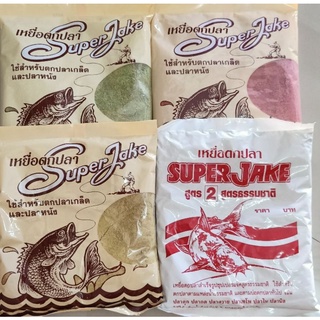 เหยื่อตกปลา
Super Jake
ใช้สำหรับตกปลาเกล็ด
และปลาหนัง
เหยื่อตกปลา
Super Jake
ใช้สำหรับตกปลาเกล็ด
และปลาหนัง
เหยื่อตกปลา
Super Jake
ใช้สำหรับตกปลาเกล็ด
และปลาหนัง
เหยื่อตกปลา
SUPER JAKE
สูตร 2 สูตรธรรมชาติ
ราคา บาท